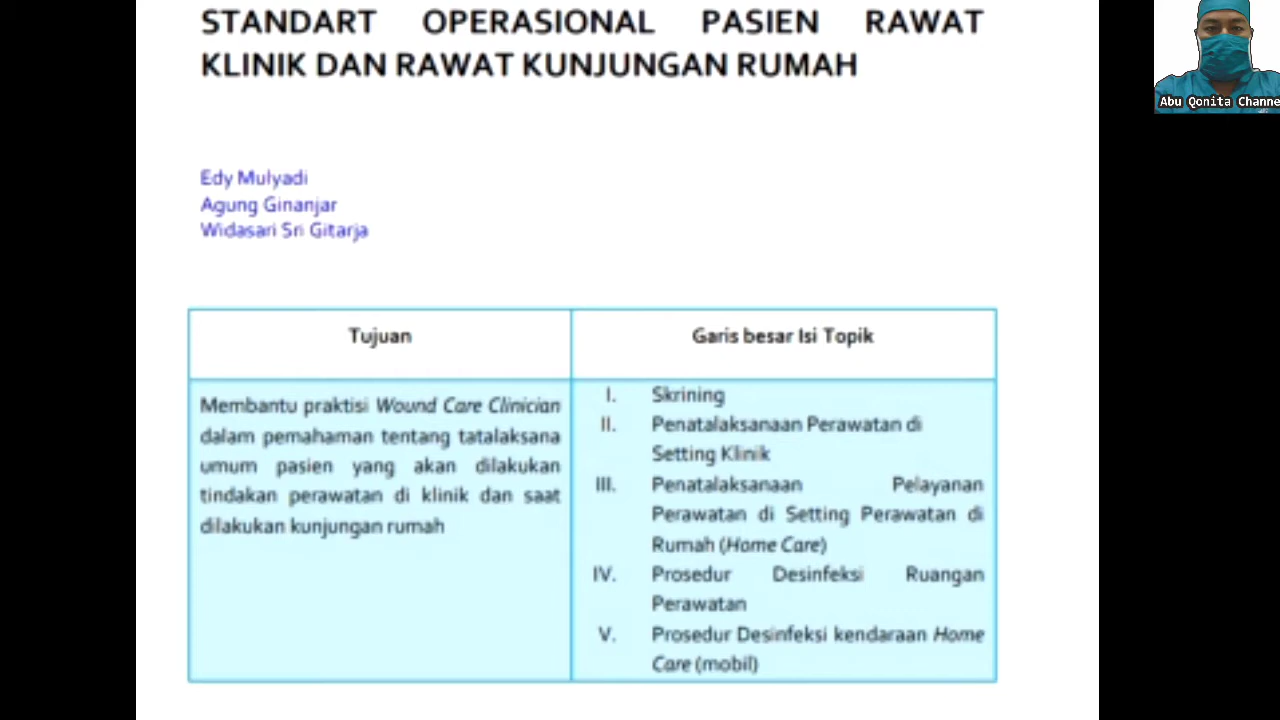 STANDART OPERASIONAL PASIEN RAWAT
KLINIK DAN RAWAT KUNJUNGAN RUMAH
Abu Qonita Channe
Edy Mulyadi
Agung Ginanjar
Widasari Sri Gitarja
Tujuan
Garis besar Isi Topik
Membantu praktisi Wound Care Clinician
dalam pemahaman tentang tatalaksana
umum pasien yang akan dilakukan
tindakan perawatan di klinik dan saat
dilakukan kunjungan rumah
I. Skrining
II. Penatalaksanaan Perawatan di
Setting Klinik
III. Penatalaksanaan Pelayanan
Perawatan di Setting Perawatan di
Rumah (Home Care)
IV. Prosedur Desinfeksi Ruangan
Perawatan
V. Prosedur Desinfeksi kendaraan Home
Care (mobil)